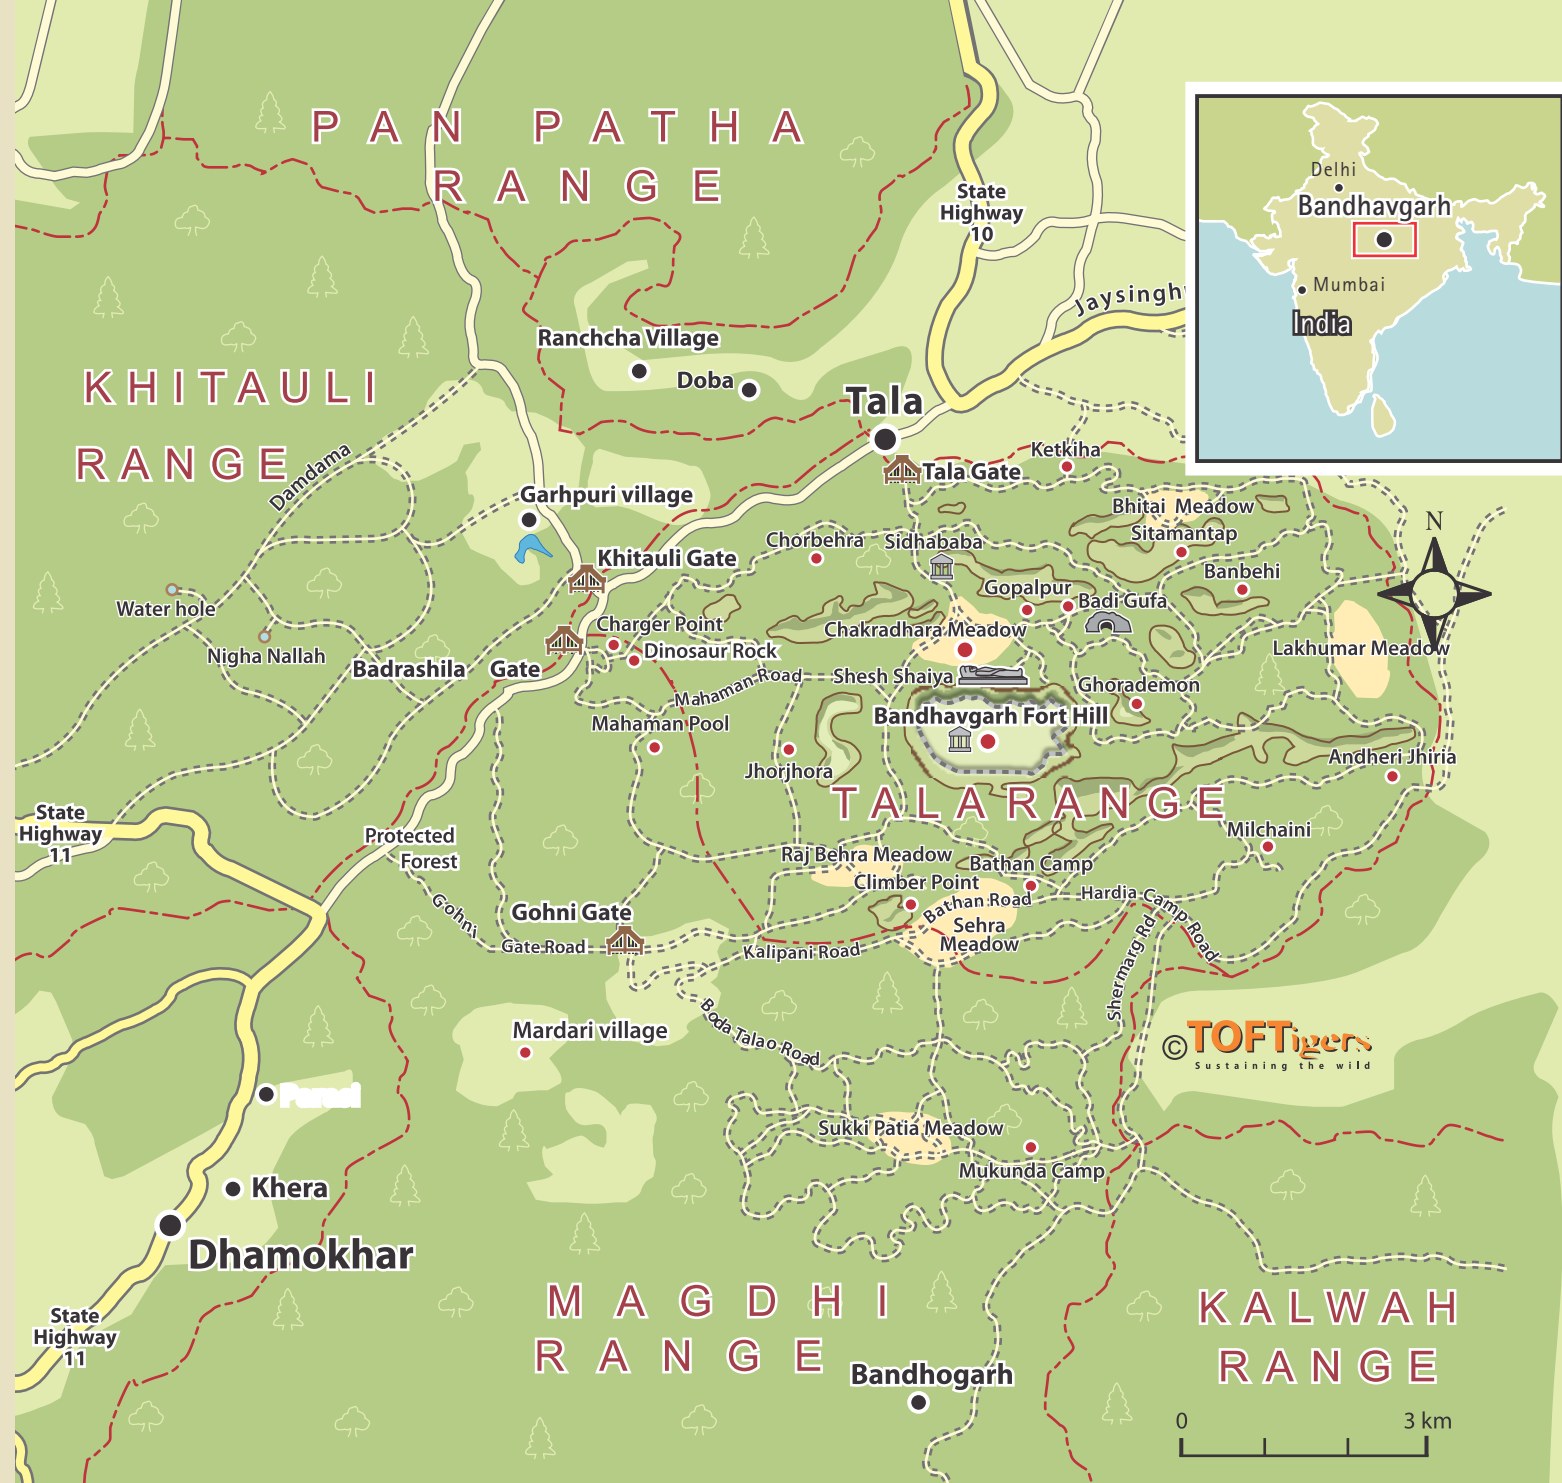 PAN PATHA
RANGE
State
Highway
10
Delhi
Bandhavgarh
Mumbai
India
Jaysingh
Ranchcha Village
Doba
KHITAULI
RANGE
Tala
Tala Gate
Ketkiha
Damdama
Garhpuri village
Bhitai Meadow
Sitamantap
N
Khitauli Gate
Chorbehra
Sidhababa
Banbehi
Gopalpur
Badi Gufa
Water hole
Charger Point
Chakradhara Meadow
Lakhumar Meadow
Nigha Nallah
Dinosaur Rock
Badrashila Gate
Mahaman Road
Shesh Shaiya
Ghorademon
Mahaman Pool
Bandhavgarh Fort Hill
Jhorjhora
Andheri Jhiria
TALA RANGE
State
Highway
11
Protected
Forest
Milchaini
Raj Behra Meadow
Bathan Camp
Climber Point
Bathan Road
Hardia Camp Road
Gohni
Gate Road
Gohni Gate
Sehra
Meadow
Kalipani Road
Shermarg Rd
Boda Talao Road
Mardari village
©TOFTigers
Sustaining the wild
Sukki Patia Meadow
Mukunda Camp
Khera
Dhamokhar
MAGDHI
RANGE
KALWAH
RANGE
State
Highway
11
Bandhogarh
0 3 km